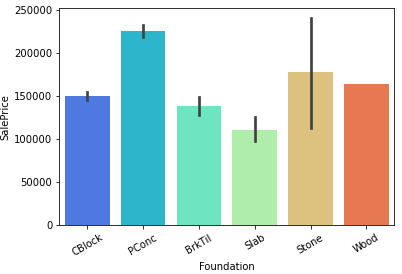 250000
200000
150000
100000
50000
0
SalePrice
CBlock
PConc
BrkTil
Slab
Stone
Wood
Foundation